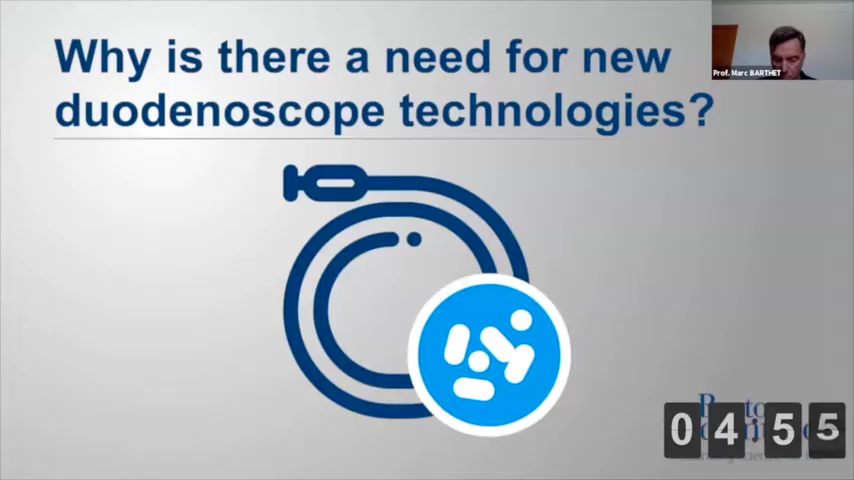 Why is there a need for new
duodenoscope technologies?
Prof. Marc BARTHET
04:55